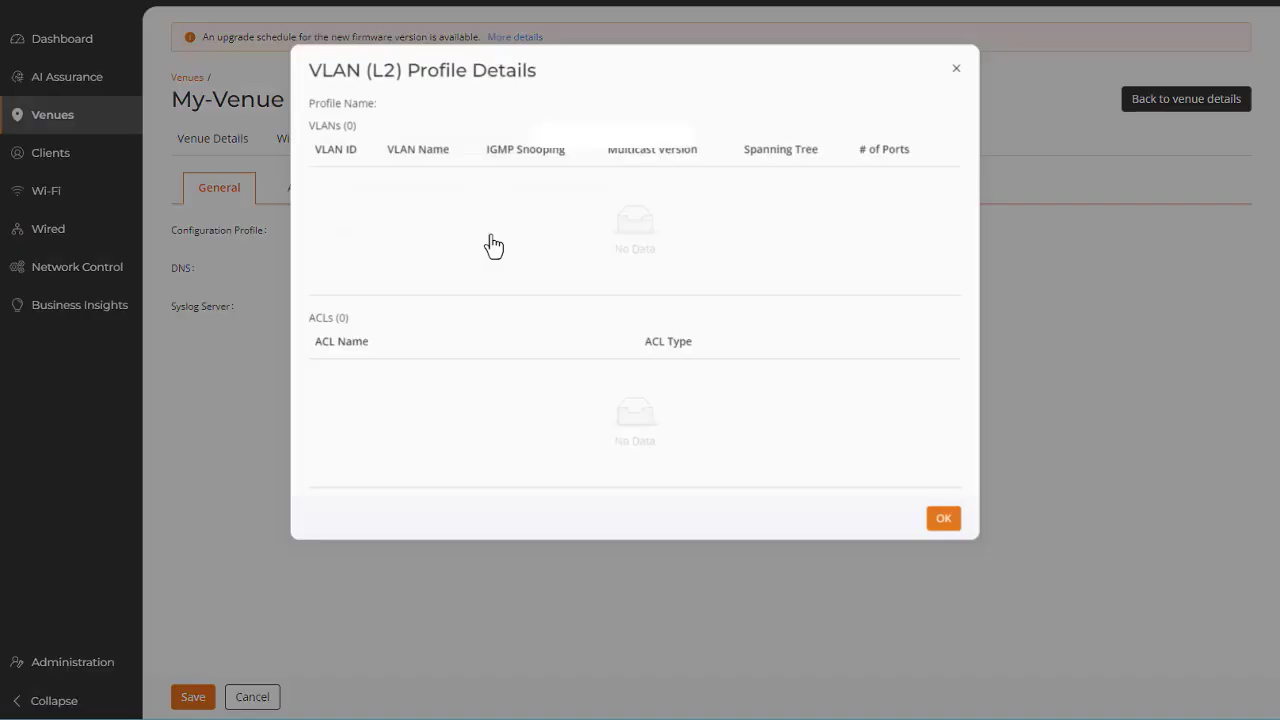 Dashboard
AI Assurance
Venues
Clients
Wi-Fi
Wired
Network Control
Business Insights
Administration
Collapse
An upgrade schedule for the new firmware version is available. More details
Venues /
My-Venue
Back to venue details
Venue Details
General
Configuration Profile:
DNS:
Syslog Server:
Save
Cancel
VLAN (L2) Profile Details
Profile Name:
VLANs (0)
VLAN ID VLAN Name IGMP Snooping Multicast Version Spanning Tree # of Ports
No Data
ACLs (0)
ACL Name ACL Type
No Data
OK